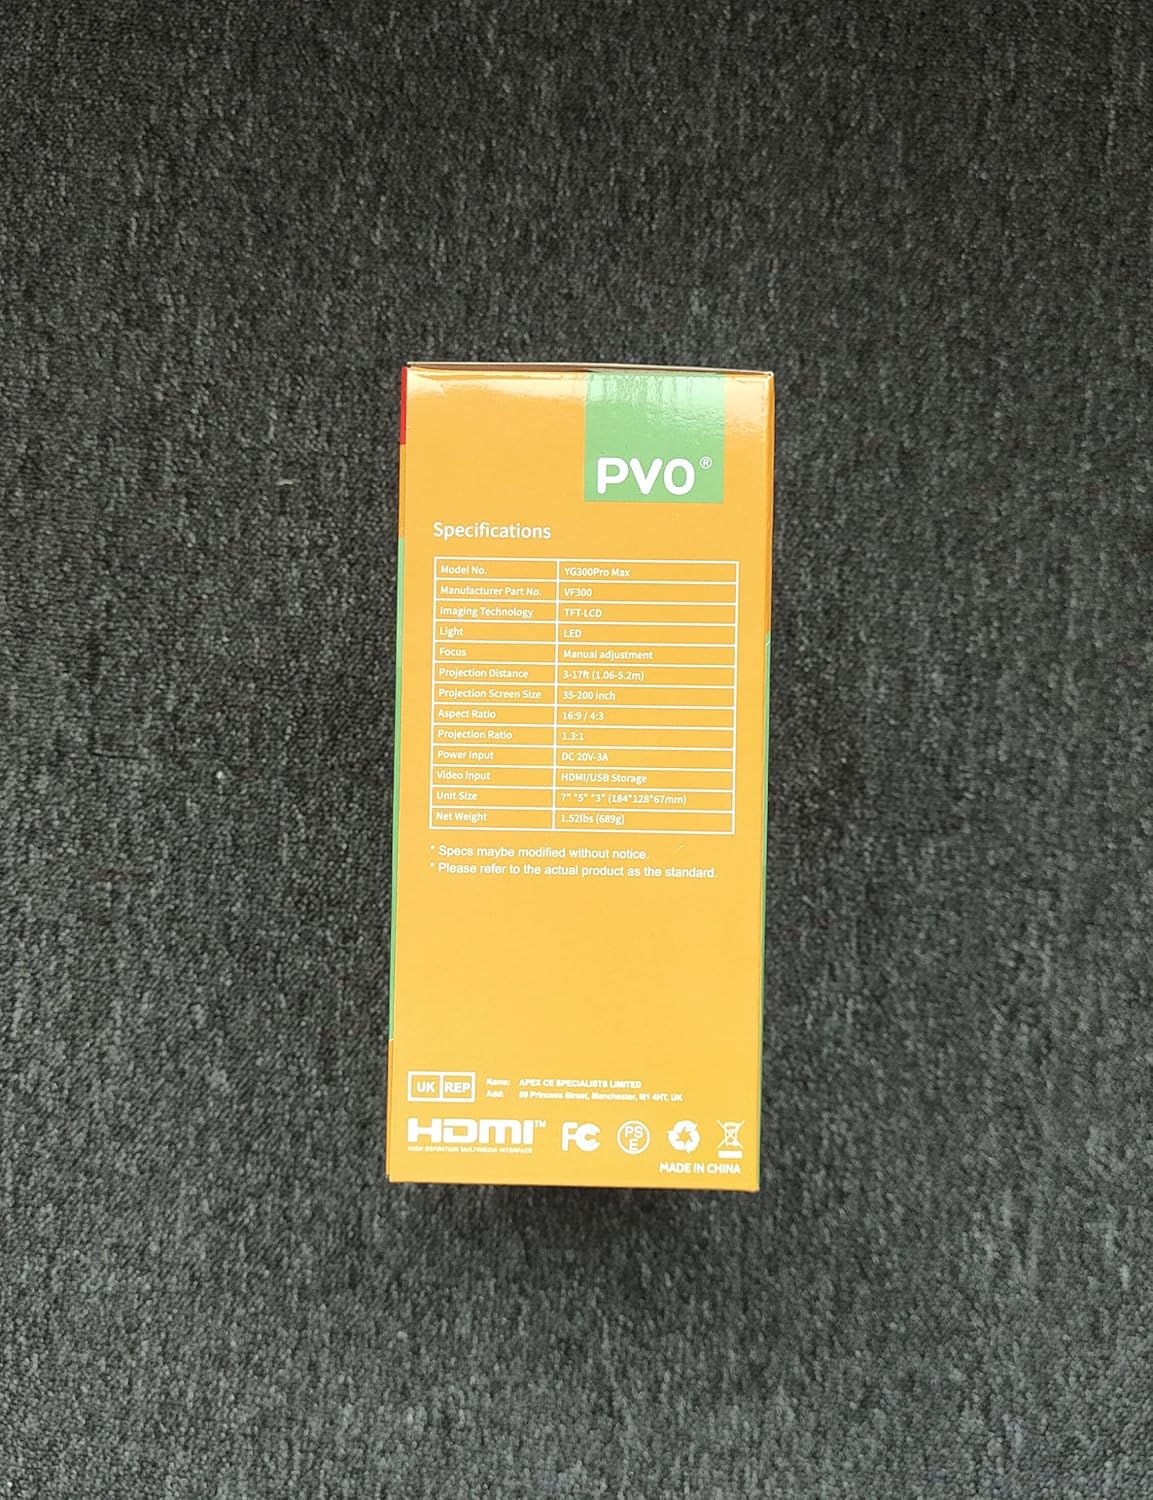 PVO®
Specifications
Model No. YG300Pro Max
Manufacturer Part No. VF300
Imaging Technology TFT-LCD
Light LED
Focus Manual adjustment
Projection Distance 3-17ft (1.06-5.2m)
Projection Screen Size 35-200 inch
Aspect Ratio 16:9 / 4:3
Projection Ratio 1.3:1
Power Input DC 20V-3A
Video Input HDMI/USB Storage
Unit Size 7" *5" *3" (184*128*67mm)
Net Weight 1.52lbs (689g)
* Specs maybe modified without notice.
* Please refer to the actual product as the standard.
UK REP Name: APEX CE SPECIALISTS LIMITED
Add: 89 Princess Street, Manchester, M1 4HT, UK
HDMI™ FC PSE
HIGH DEFINITION MULTIMEDIA INTERFACE
MADE IN CHINA